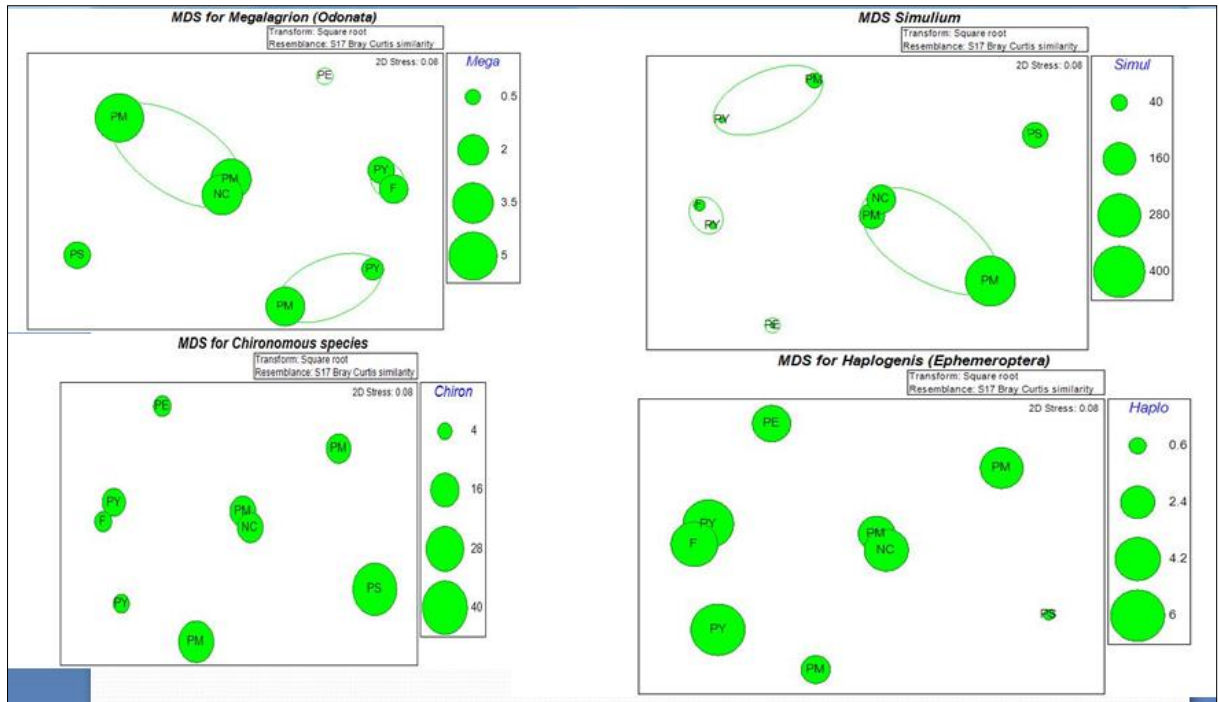 MDS for Megalagrion (Odonata)
Transform: Square root
Resemblance: S17 Bray Curtis similarity
2D Stress: 0.08
PE
PM
PM
NC
PY
F
PS
PY
PM
Mega
0.5
2
3.5
5
MDS Simulium
Transform: Square root
Resemblance: S17 Bray Curtis similarity
2D Stress: 0.08
PM
PY
PS
F
PY
NC
PM
PM
PE
Simul
40
160
280
400
MDS for Chironomous species
Transform: Square root
Resemblance: S17 Bray Curtis similarity
2D Stress: 0.08
PE
PM
PY
F
PM
NC
PS
PY
PM
Chiron
4
16
28
40
MDS for Haplogenis (Ephemeroptera)
Transform: Square root
Resemblance: S17 Bray Curtis similarity
2D Stress: 0.08
PE
PM
PY
F
PM
NC
PS
PY
PM
Haplo
0.6
2.4
4.2
6